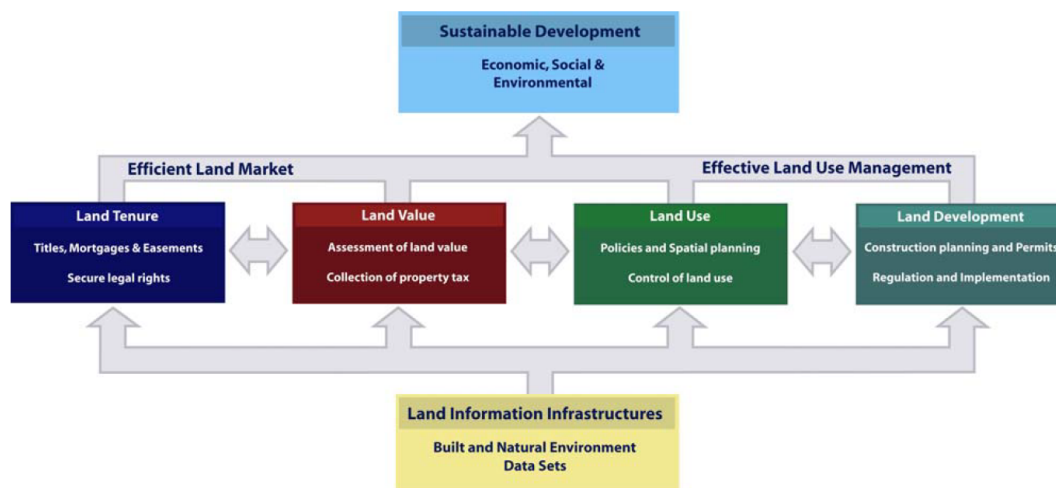 Sustainable Development
Economic, Social &
Environmental
Efficient Land Market
Effective Land Use Management
Land Tenure
Titles, Mortgages & Easements
Secure legal rights
Land Value
Assessment of land value
Collection of property tax
Land Use
Policies and Spatial planning
Control of land use
Land Development
Construction planning and Permits
Regulation and Implementation
Land Information Infrastructures
Built and Natural Environment
Data Sets